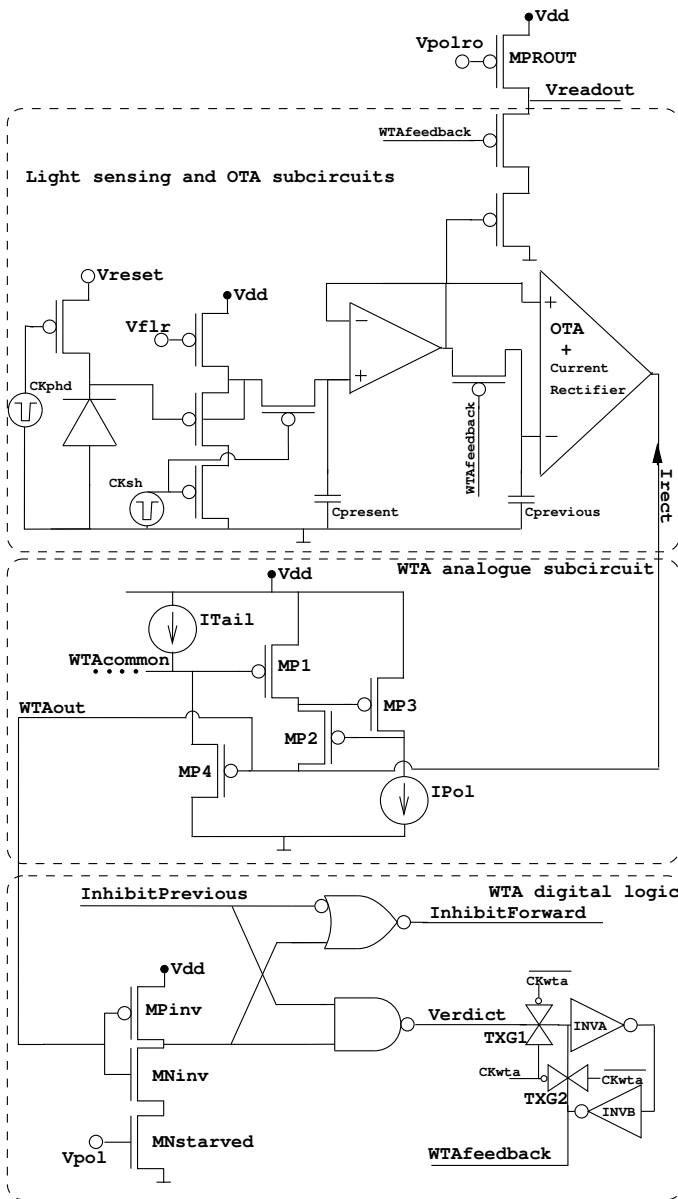 Vdd
Vpolro
MPROUT
Vreadout
WTAfeedback
Light sensing and OTA subcircuits
Vreset
Vdd
Vflr
+
−
OTA
+
Current
Rectifier
CKphd
+
WTAfeedback
−
CKsh
Cpresent
Cprevious
Irect
WTA analogue subcircuit
Vdd
ITail
WTAcommon
MP1
WTAout
MP3
MP2
MP4
IPol
WTA digital logic
InhibitPrevious
InhibitForward
Vdd
CKwta
MPinv
Verdict
INVA
TXG1
MNinv
CKwta
CKwta
TXG2
INVB
MNstarved
Vpol
WTAfeedback